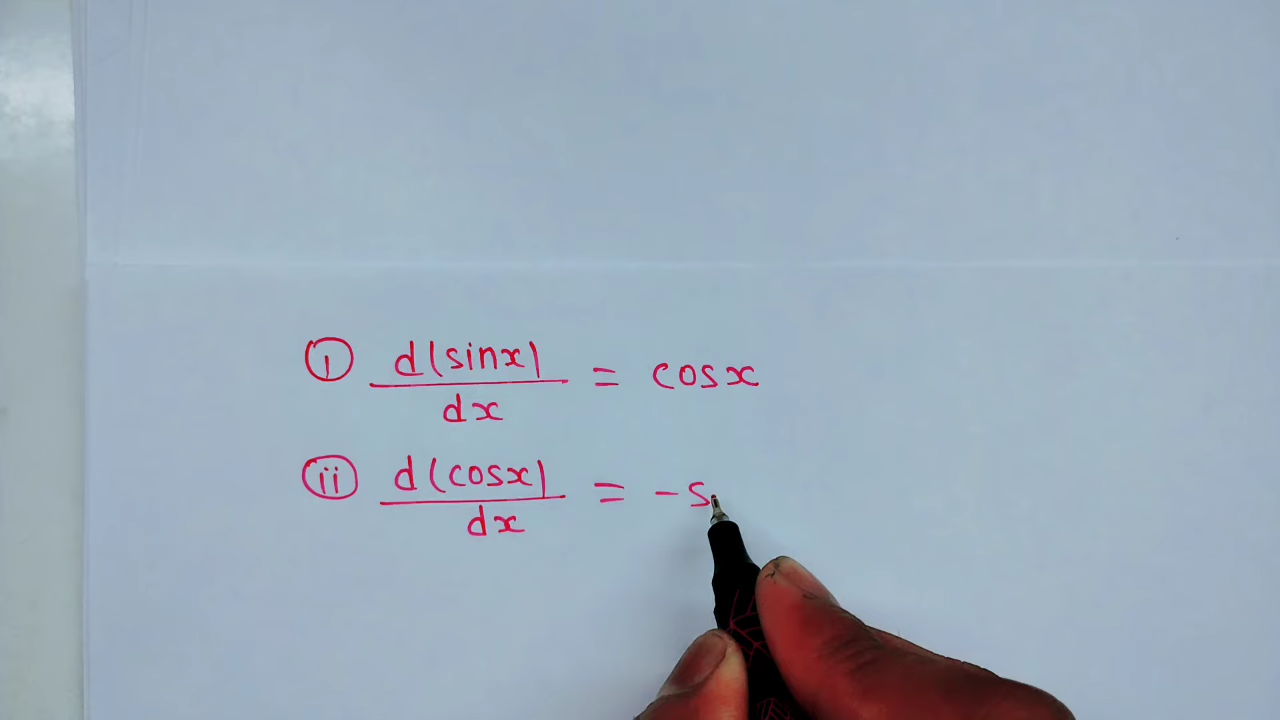 (i) d(sinx)/dx = cosx
(ii) d(cosx)/dx = -s